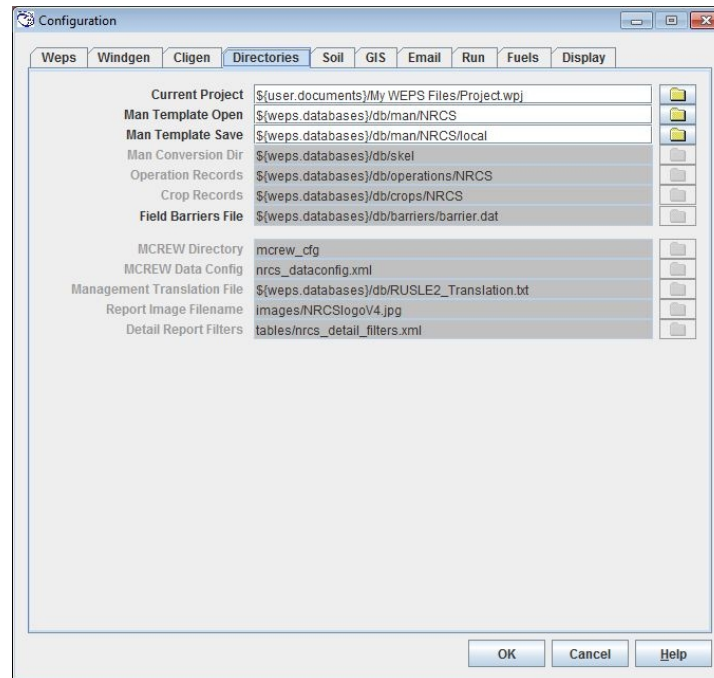 Configuration
Weps Windgen Cligen Directories Soil GIS Email Run Fuels Display
Current Project ${user.documents}/My WEPS Files/Project.wpj
Man Template Open ${weps.databases}/db/man/NRCS
Man Template Save ${weps.databases}/db/man/NRCS/local
Man Conversion Dir ${weps.databases}/db/skel
Operation Records ${weps.databases}/db/operations/NRCS
Crop Records ${weps.databases}/db/crops/NRCS
Field Barriers File ${weps.databases}/db/barriers/barrier.dat
MCREW Directory mcrew_cfg
MCREW Data Config nrcs_dataconfig.xml
Management Translation File ${weps.databases}/db/RUSLE2_Translation.txt
Report Image Filename images/NRCSlogoV4.jpg
Detail Report Filters tables/nrcs_detail_filters.xml
OK Cancel Help